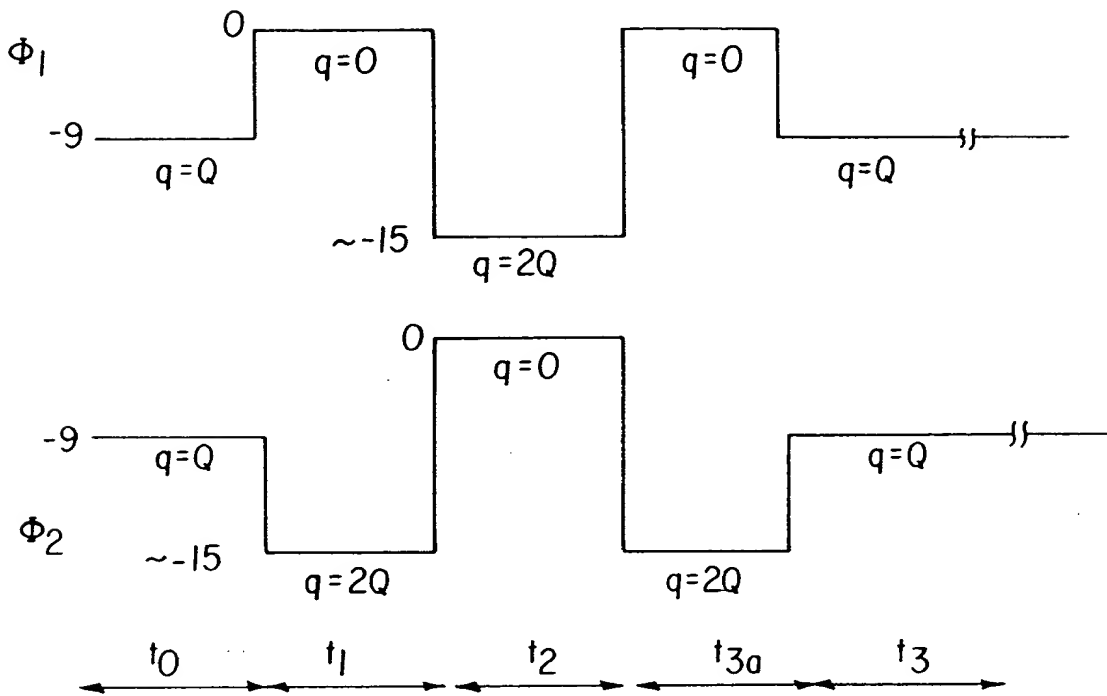 0
Φ1
q=0
q=0
-9
q=Q
q=Q
~-15
q=2Q
0
q=0
-9
q=Q
q=Q
Φ2
~-15
q=2Q
q=2Q
t0 t1 t2 t3a t3